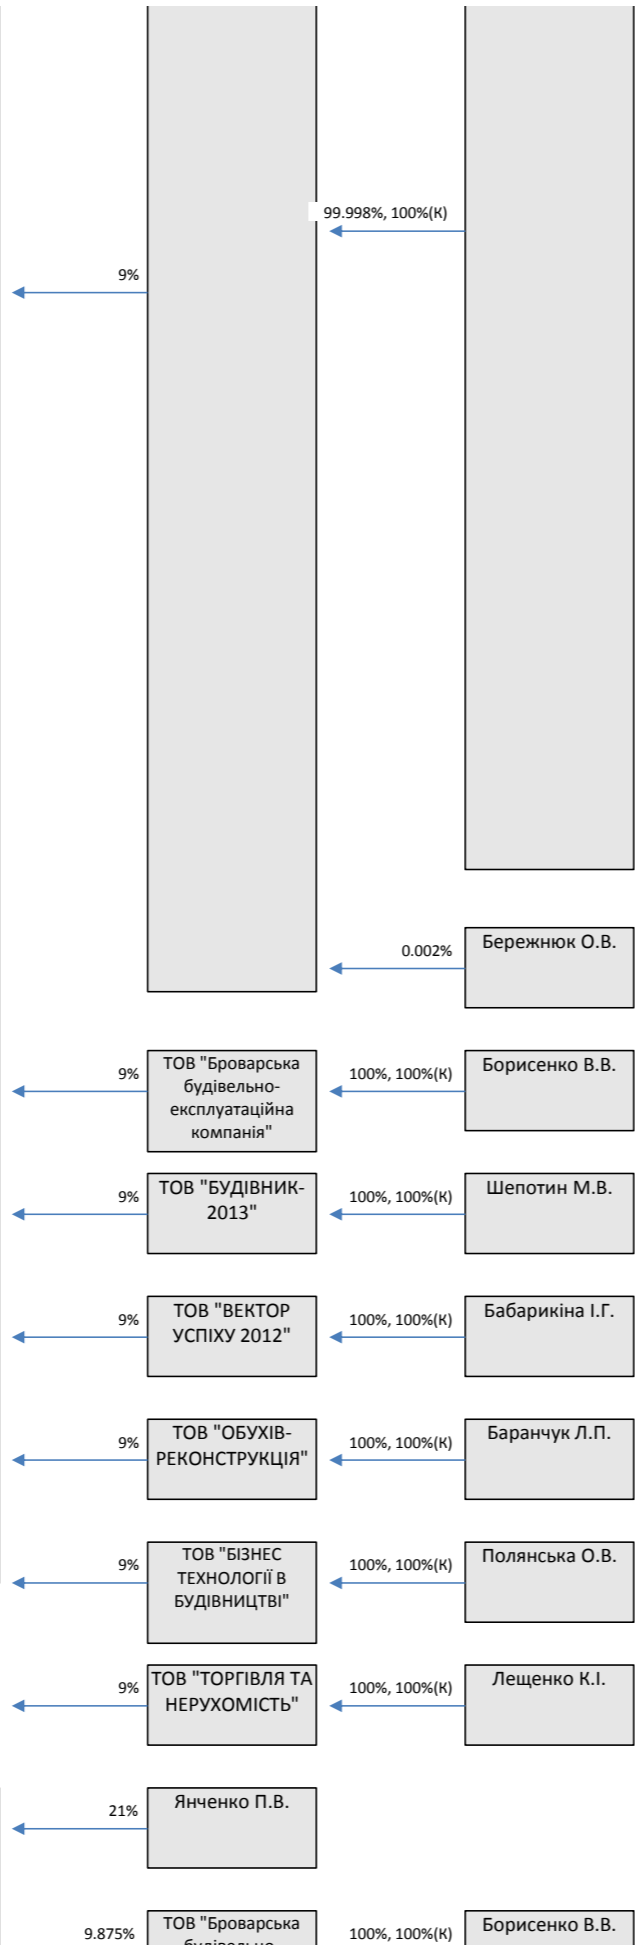 99.998%, 100%(К)
9%
Бережнюк О.В.
0.002%
9%
ТОВ "Броварська
будівельно-
експлуатаційна
компанія"
100%, 100%(К)
Борисенко В.В.
9%
ТОВ "БУДІВНИК-
2013"
100%, 100%(К)
Шепотин М.В.
9%
ТОВ "ВЕКТОР
УСПІХУ 2012"
100%, 100%(К)
Бабарикіна І.Г.
9%
ТОВ "ОБУХІВ-
РЕКОНСТРУКЦІЯ"
100%, 100%(К)
Баранчук Л.П.
9%
ТОВ "БІЗНЕС
ТЕХНОЛОГІЇ В
БУДІВНИЦТВІ"
100%, 100%(К)
Полянська О.В.
9%
ТОВ "ТОРГІВЛЯ ТА
НЕРУХОМІСТЬ"
100%, 100%(К)
Лещенко К.І.
21%
Янченко П.В.
9.875%
ТОВ "Броварська
будівельно-
100%, 100%(К)
Борисенко В.В.